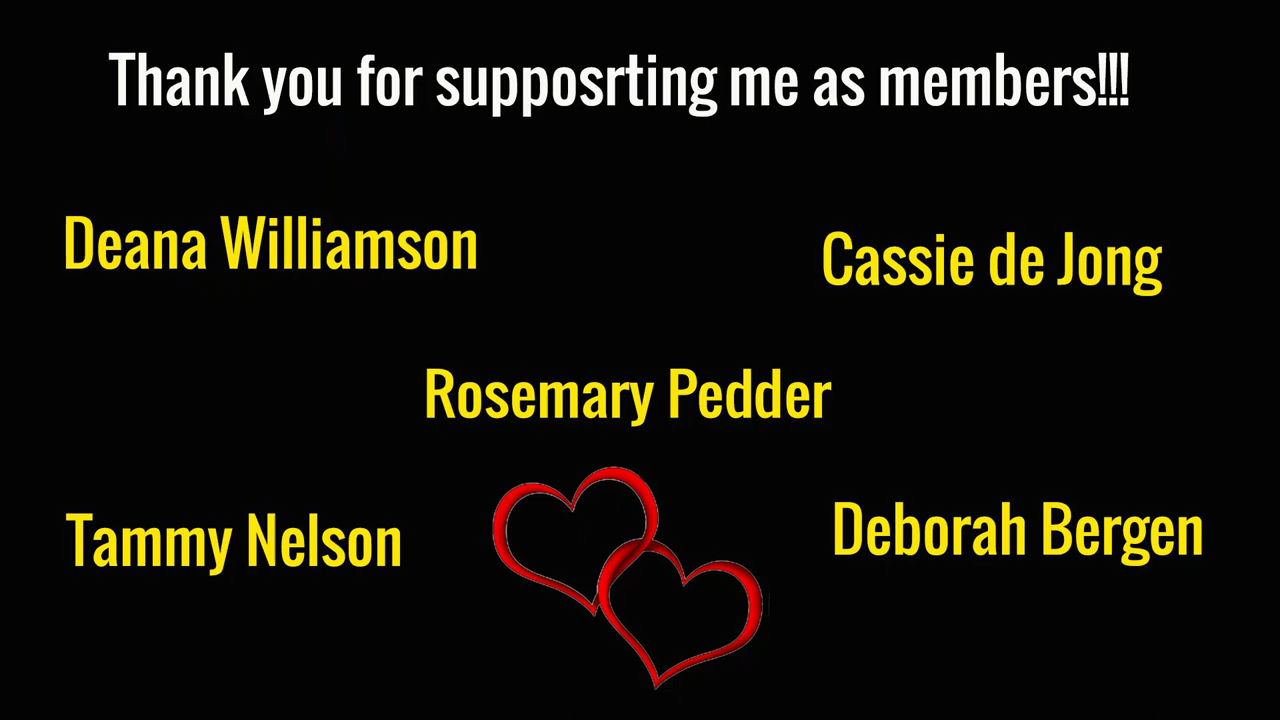 Thank you for supposrting me as members!!!
Deana Williamson
Cassie de Jong
Rosemary Pedder
Tammy Nelson
Deborah Bergen